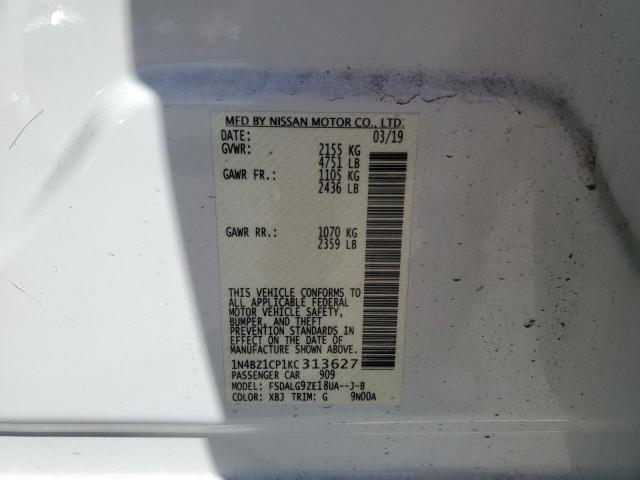 MFD BY NISSAN MOTOR CO., LTD.
DATE: 03/19
GVWR: 2155 KG
4751 LB
GAWR FR.: 1105 KG
2436 LB
GAWR RR.: 1070 KG
2359 LB
THIS VEHICLE CONFORMS TO
ALL APPLICABLE FEDERAL
MOTOR VEHICLE SAFETY,
BUMPER, AND THEFT
PREVENTION STANDARDS IN
EFFECT ON THE DATE OF
MANUFACTURE SHOWN ABOVE.
1N4BZ1CP1KC313627
PASSENGER CAR 909
MODEL: FSDALG9ZE18UA--J-B
COLOR: XBJ TRIM: G 9N00A